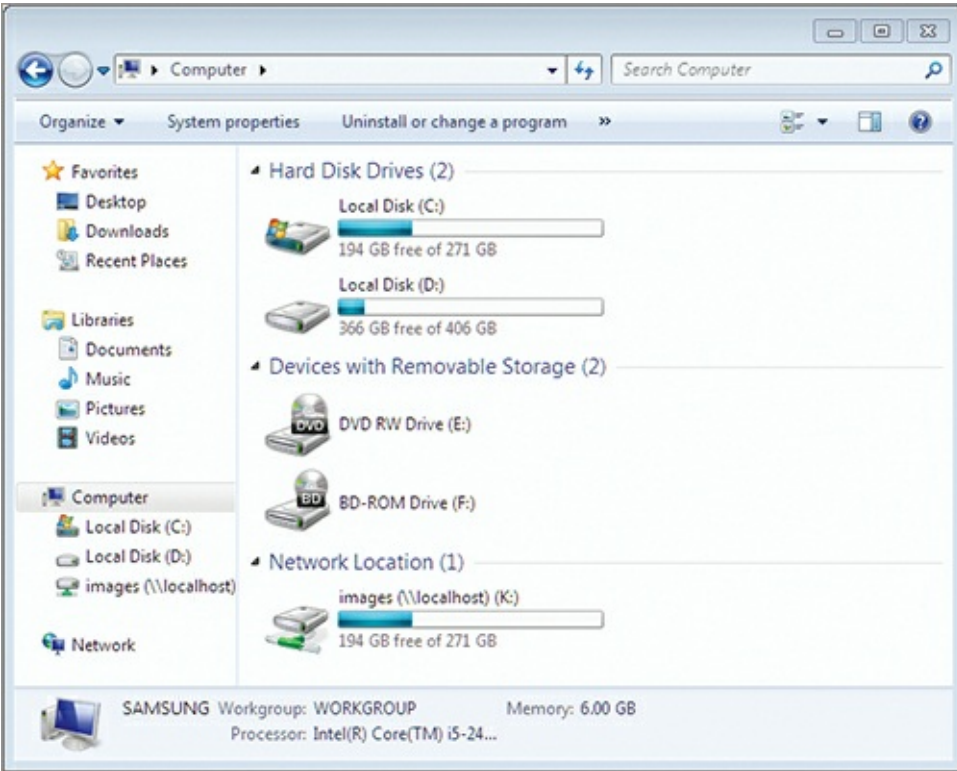 Computer
Search Computer
Organize
System properties
Uninstall or change a program
»
Favorites
Desktop
Downloads
Recent Places
Libraries
Documents
Music
Pictures
Videos
Computer
Local Disk (C:)
Local Disk (D:)
images (\\localhost)
Network
Hard Disk Drives (2)
Local Disk (C:)
194 GB free of 271 GB
Local Disk (D:)
366 GB free of 406 GB
Devices with Removable Storage (2)
DVD
DVD RW Drive (E:)
BD
BD-ROM Drive (F:)
Network Location (1)
images (\\localhost) (K:)
194 GB free of 271 GB
SAMSUNG Workgroup: WORKGROUP Memory: 6.00 GB
Processor: Intel(R) Core(TM) i5-24...